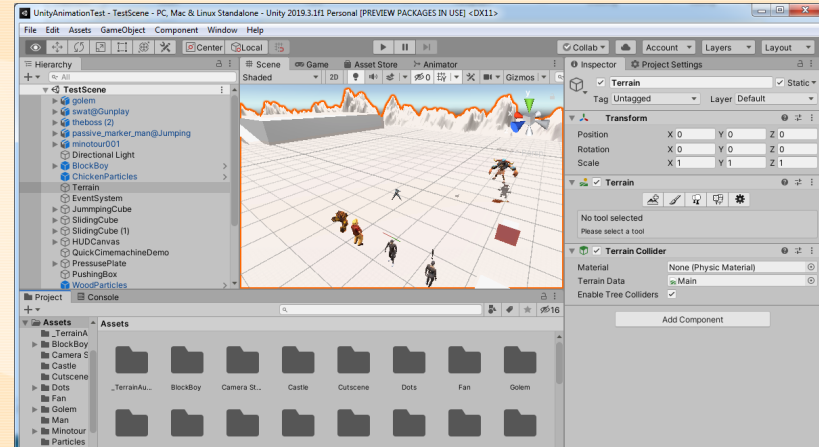 UnityAnimationTest - TestScene - PC, Mac & Linux Standalone - Unity 2019.3.1f1 Personal [PREVIEW PACKAGES IN USE] <DX11>
File Edit Assets GameObject Component Window Help
Center Local Collab Account Layers Layout
Hierarchy
All
TestScene
golem
swat@Gunplay
theboss (2)
passive_marker_man@Jumping
minotour001
Directional Light
BlockBoy
ChickenParticles
Terrain
EventSystem
JummpingCube
SlidingCube
SlidingCube (1)
HUDCanvas
QuickCimemachineDemo
PressusePlate
PushingBox
WoodParticles
Scene Game Asset Store Animator
Shaded 2D 0 Gizmos
y
Inspector Project Settings
Terrain Static
Tag Untagged Layer Default
Transform
Position X 0 Y 0 Z 0
Rotation X 0 Y 0 Z 0
Scale X 1 Y 1 Z 1
Terrain
No tool selected
Please select a tool
Terrain Collider
Material None (Physic Material)
Terrain Data Main
Enable Tree Colliders
Add Component
Project Console
16
Assets
_TerrainA
BlockBoy
Camera S
Castle
Cutscene
Dots
Fan
Golem
Man
Minotour
Particles
Assets
_TerrainAu... BlockBoy Camera St... Castle Cutscene Dots Fan Golem